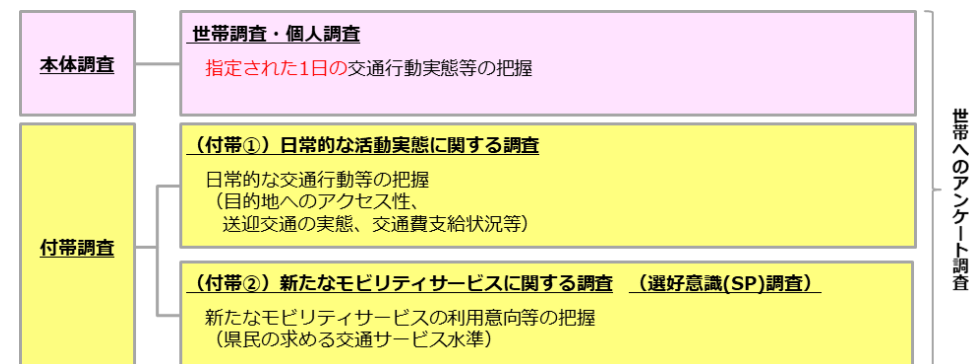 本体調査
世帯調査・個人調査
指定された1日の交通行動実態等の把握
付帯調査
（付帯①）日常的な活動実態に関する調査
日常的な交通行動等の把握
（目的地へのアクセス性、
送迎交通の実態、交通費支給状況等）
（付帯②）新たなモビリティサービスに関する調査　（選好意識(SP)調査）
新たなモビリティサービスの利用意向等の把握
（県民の求める交通サービス水準）
世帯へのアンケート調査